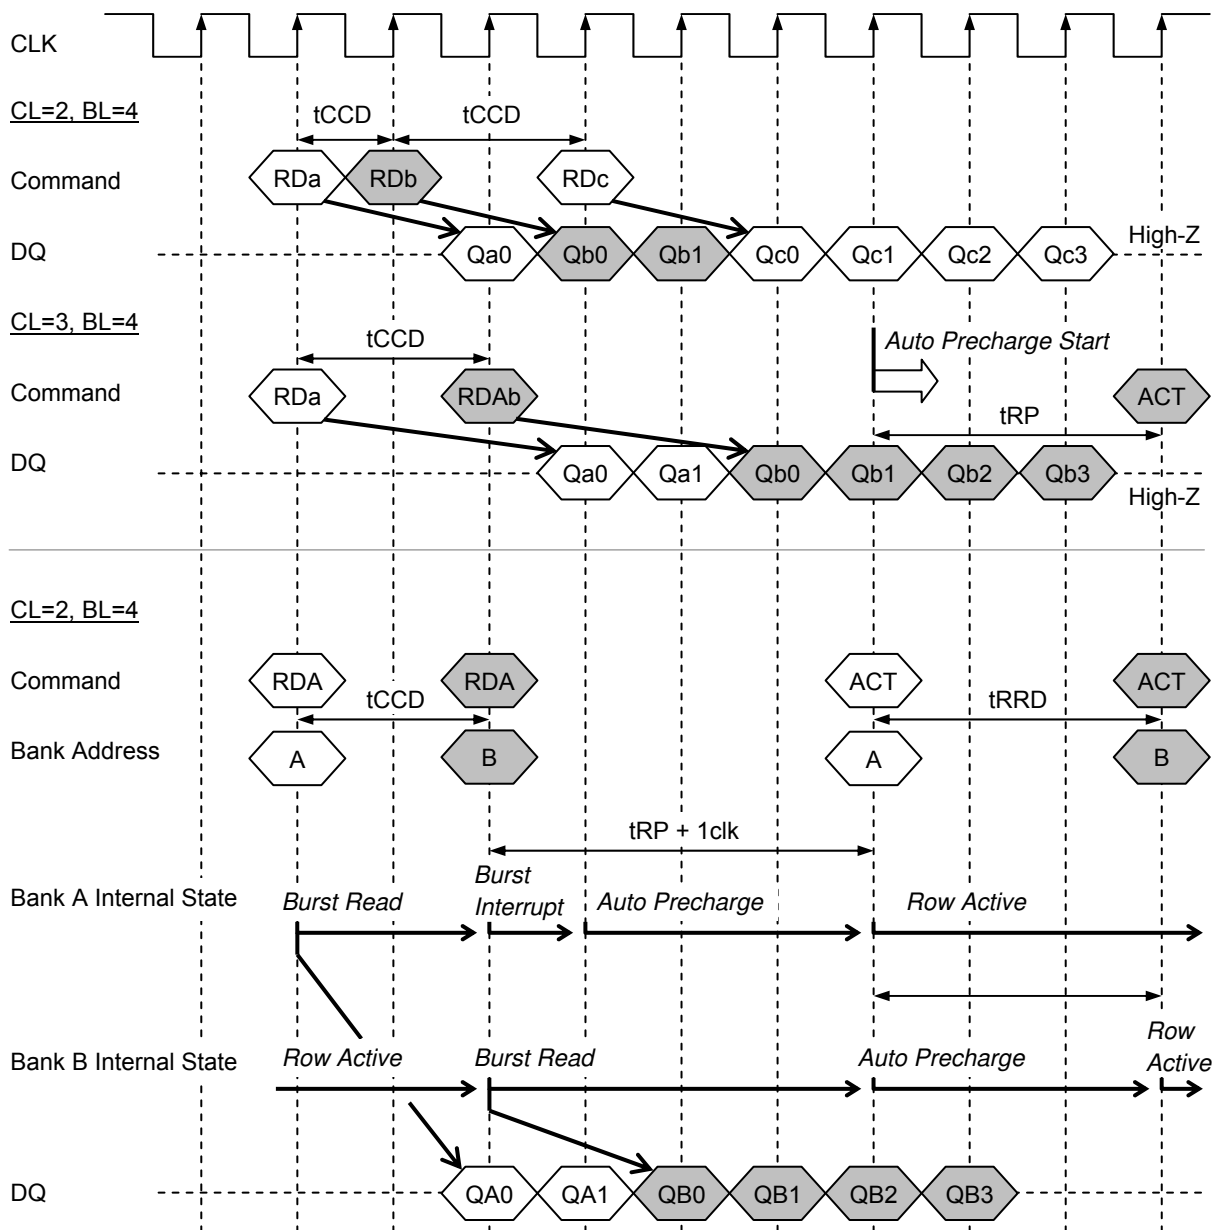 CLK
CL=2, BL=4
tCCD tCCD
Command RDa RDb RDc
DQ Qa0 Qb0 Qb1 Qc0 Qc1 Qc2 Qc3 High-Z
CL=3, BL=4
tCCD Auto Precharge Start
Command RDa RDAb ACT
tRP
DQ Qa0 Qa1 Qb0 Qb1 Qb2 Qb3 High-Z
CL=2, BL=4
Command RDA RDA ACT ACT
tCCD tRRD
Bank Address A B A B
tRP + 1clk
Bank A Internal State Burst Read Burst Interrupt Auto Precharge Row Active
Bank B Internal State Row Active Burst Read Auto Precharge Row Active
DQ QA0 QA1 QB0 QB1 QB2 QB3